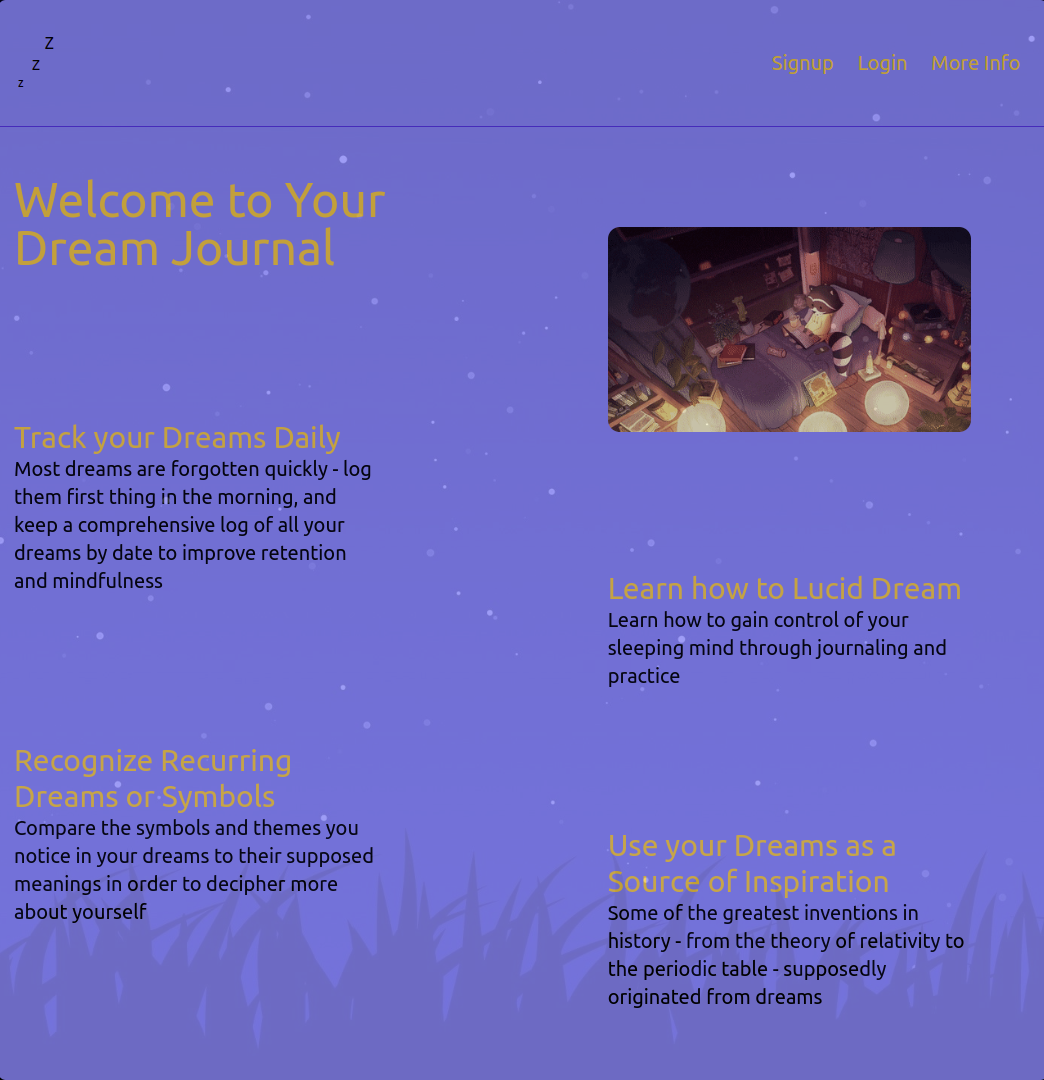 Z
Z
Z
Signup Login More Info
Welcome to Your
Dream Journal
Track your Dreams Daily
Most dreams are forgotten quickly - log
them first thing in the morning, and
keep a comprehensive log of all your
dreams by date to improve retention
and mindfulness
Learn how to Lucid Dream
Learn how to gain control of your
sleeping mind through journaling and
practice
Recognize Recurring
Dreams or Symbols
Compare the symbols and themes you
notice in your dreams to their supposed
meanings in order to decipher more
about yourself
Use your Dreams as a
Source of Inspiration
Some of the greatest inventions in
history - from the theory of relativity to
the periodic table - supposedly
originated from dreams